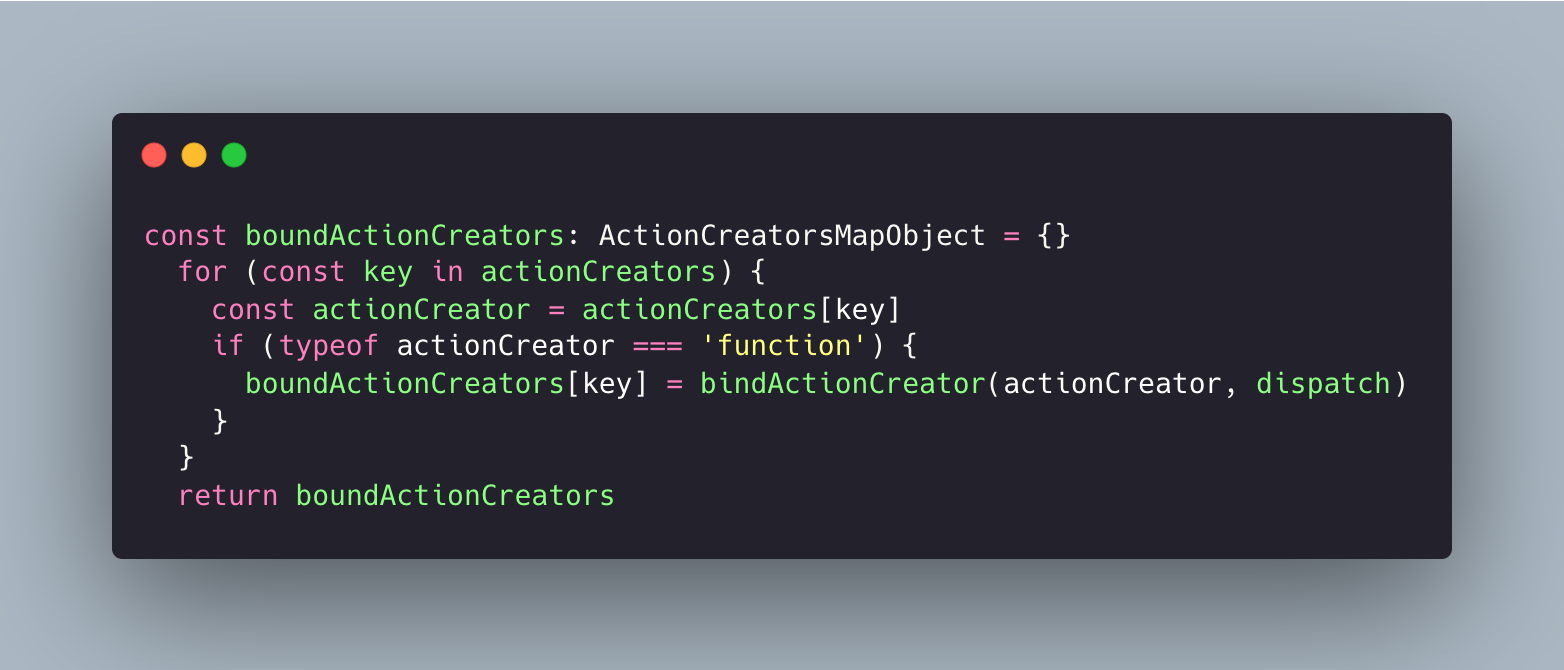 const boundActionCreators: ActionCreatorsMapObject = {}
  for (const key in actionCreators) {
    const actionCreator = actionCreators[key]
    if (typeof actionCreator === 'function') {
      boundActionCreators[key] = bindActionCreator(actionCreator, dispatch)
    }
  }
  return boundActionCreators